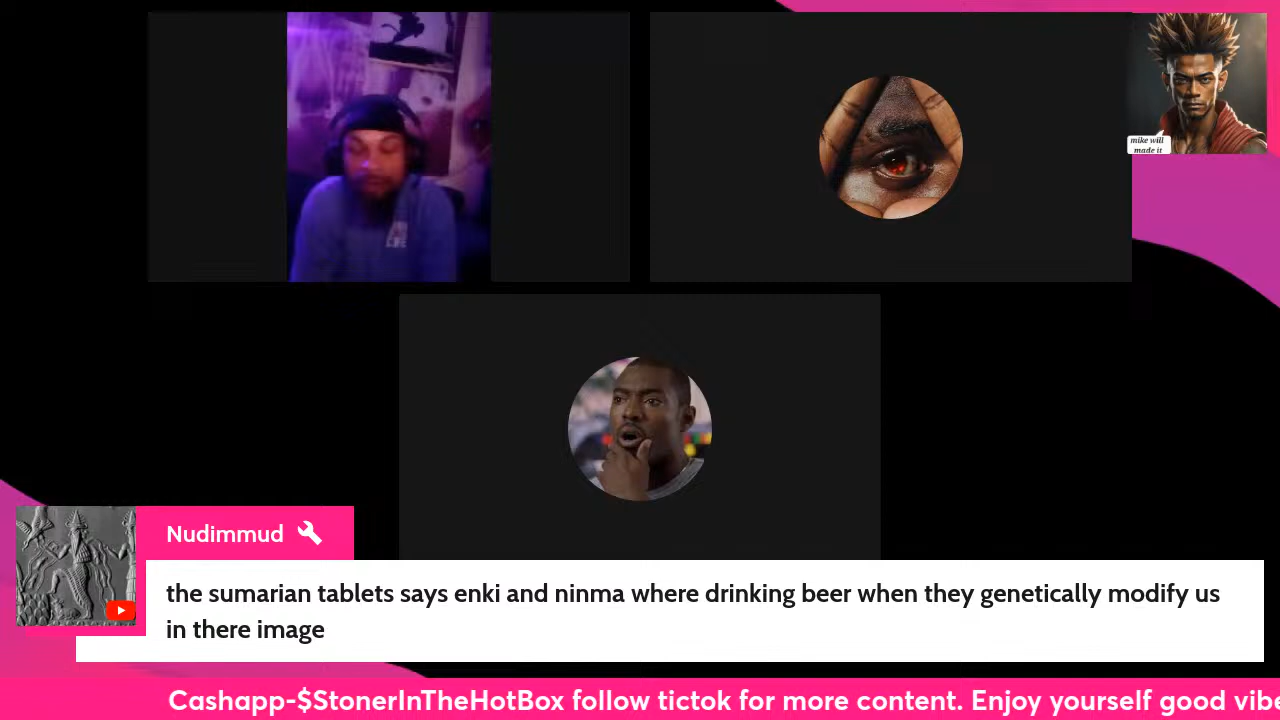 mike will
made it
LIFE
Nudimmud
the sumarian tablets says enki and ninma where drinking beer when they genetically modify us
in there image
Cashapp-$StonerInTheHotBox follow tictok for more content. Enjoy yourself good vibe